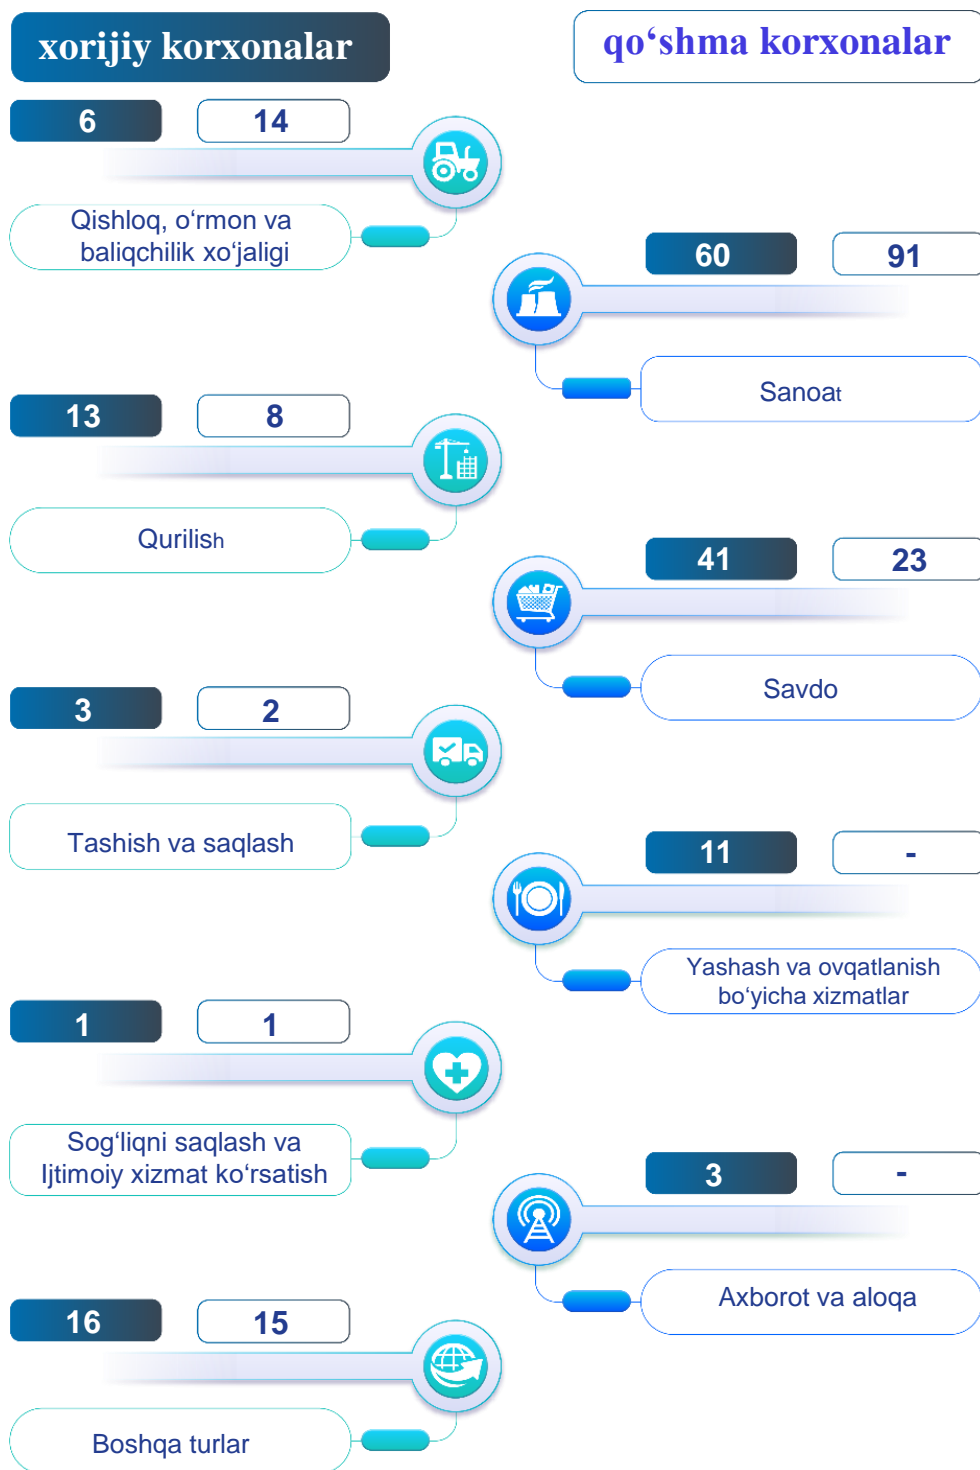 xorijiy korxonalar
qo‘shma korxonalar
6 14
Qishloq, o‘rmon va
baliqchilik xo‘jaligi
60 91
Sanoat
13 8
Qurilish
41 23
Savdo
3 2
Tashish va saqlash
11 -
Yashash va ovqatlanish
bo‘yicha xizmatlar
1 1
Sog‘liqni saqlash va
Ijtimoiy xizmat ko‘rsatish
3 -
Axborot va aloqa
16 15
Boshqa turlar